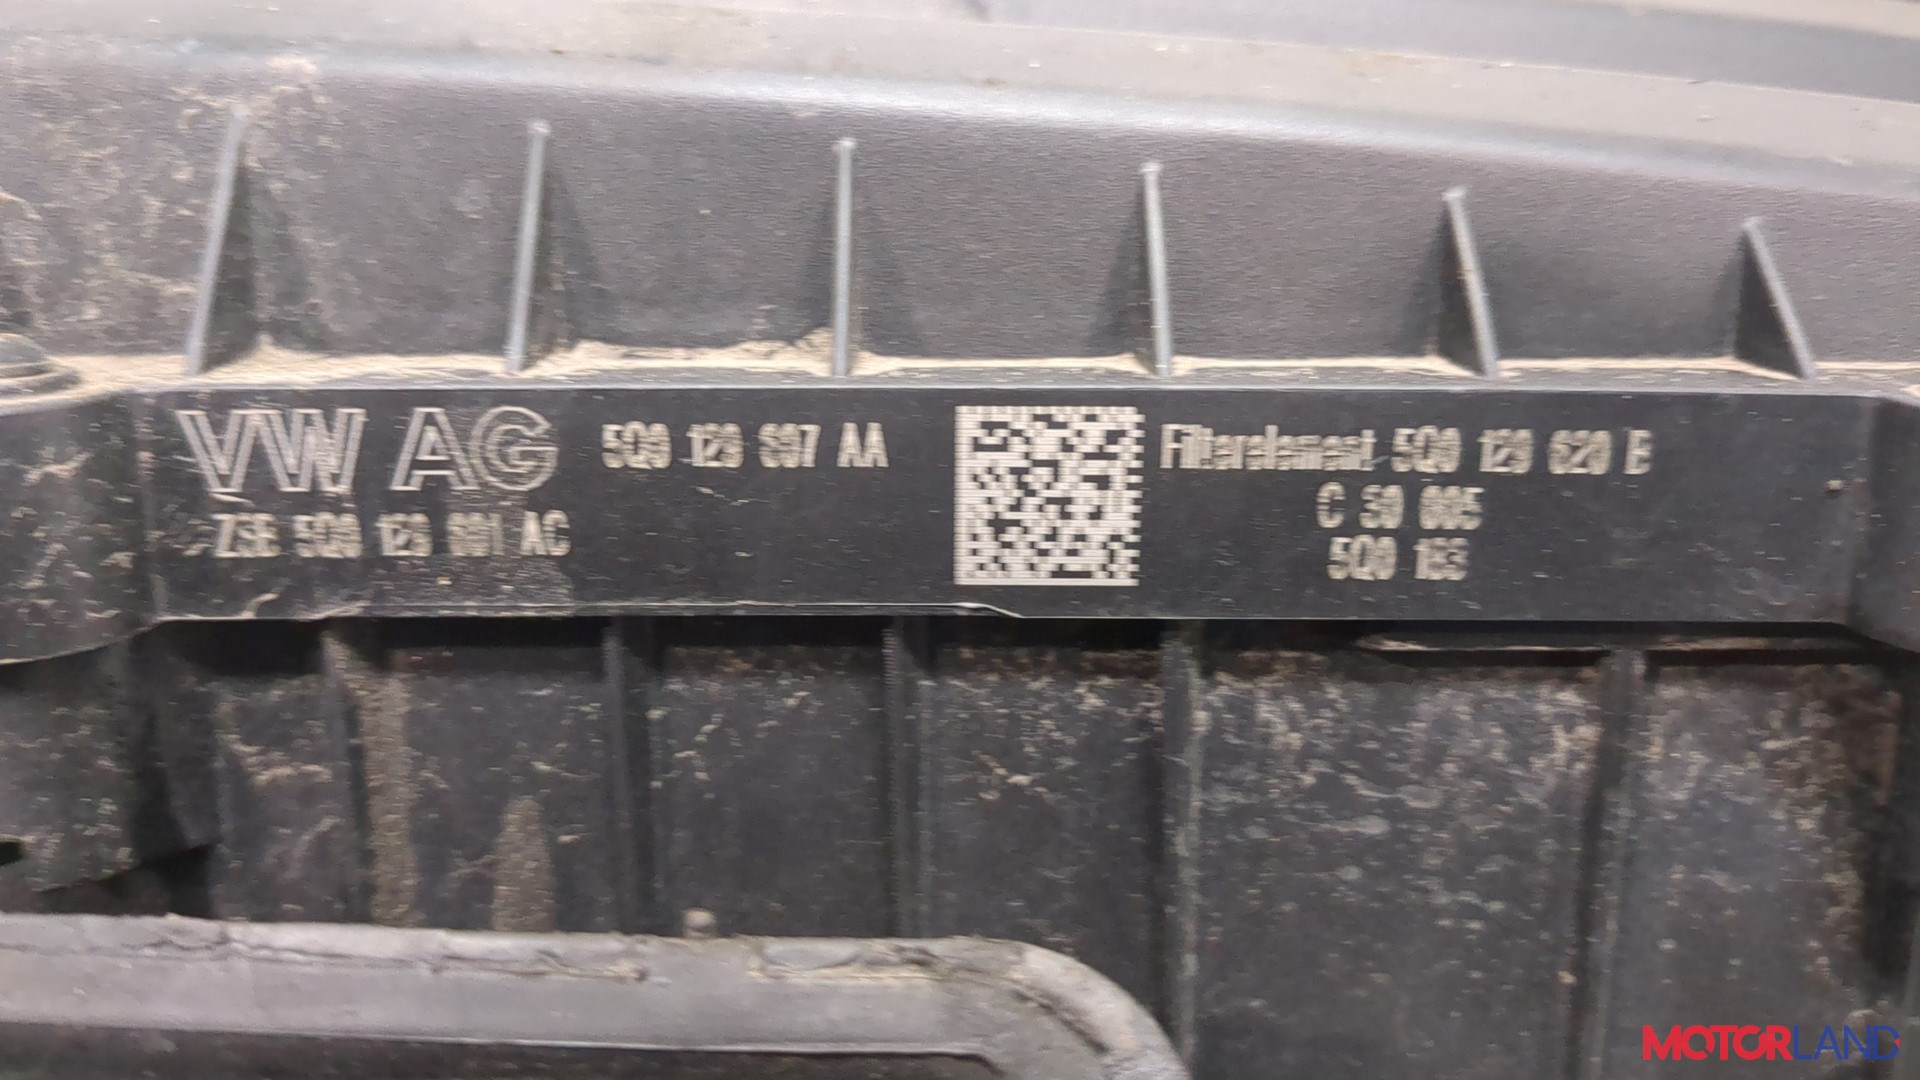 VW AG 5Q0 129 607 AA
ZSB 5Q0 129 601 AC
Filterelement 5Q0 129 620 B
C 30 005
5Q0 183
MOTORLAND